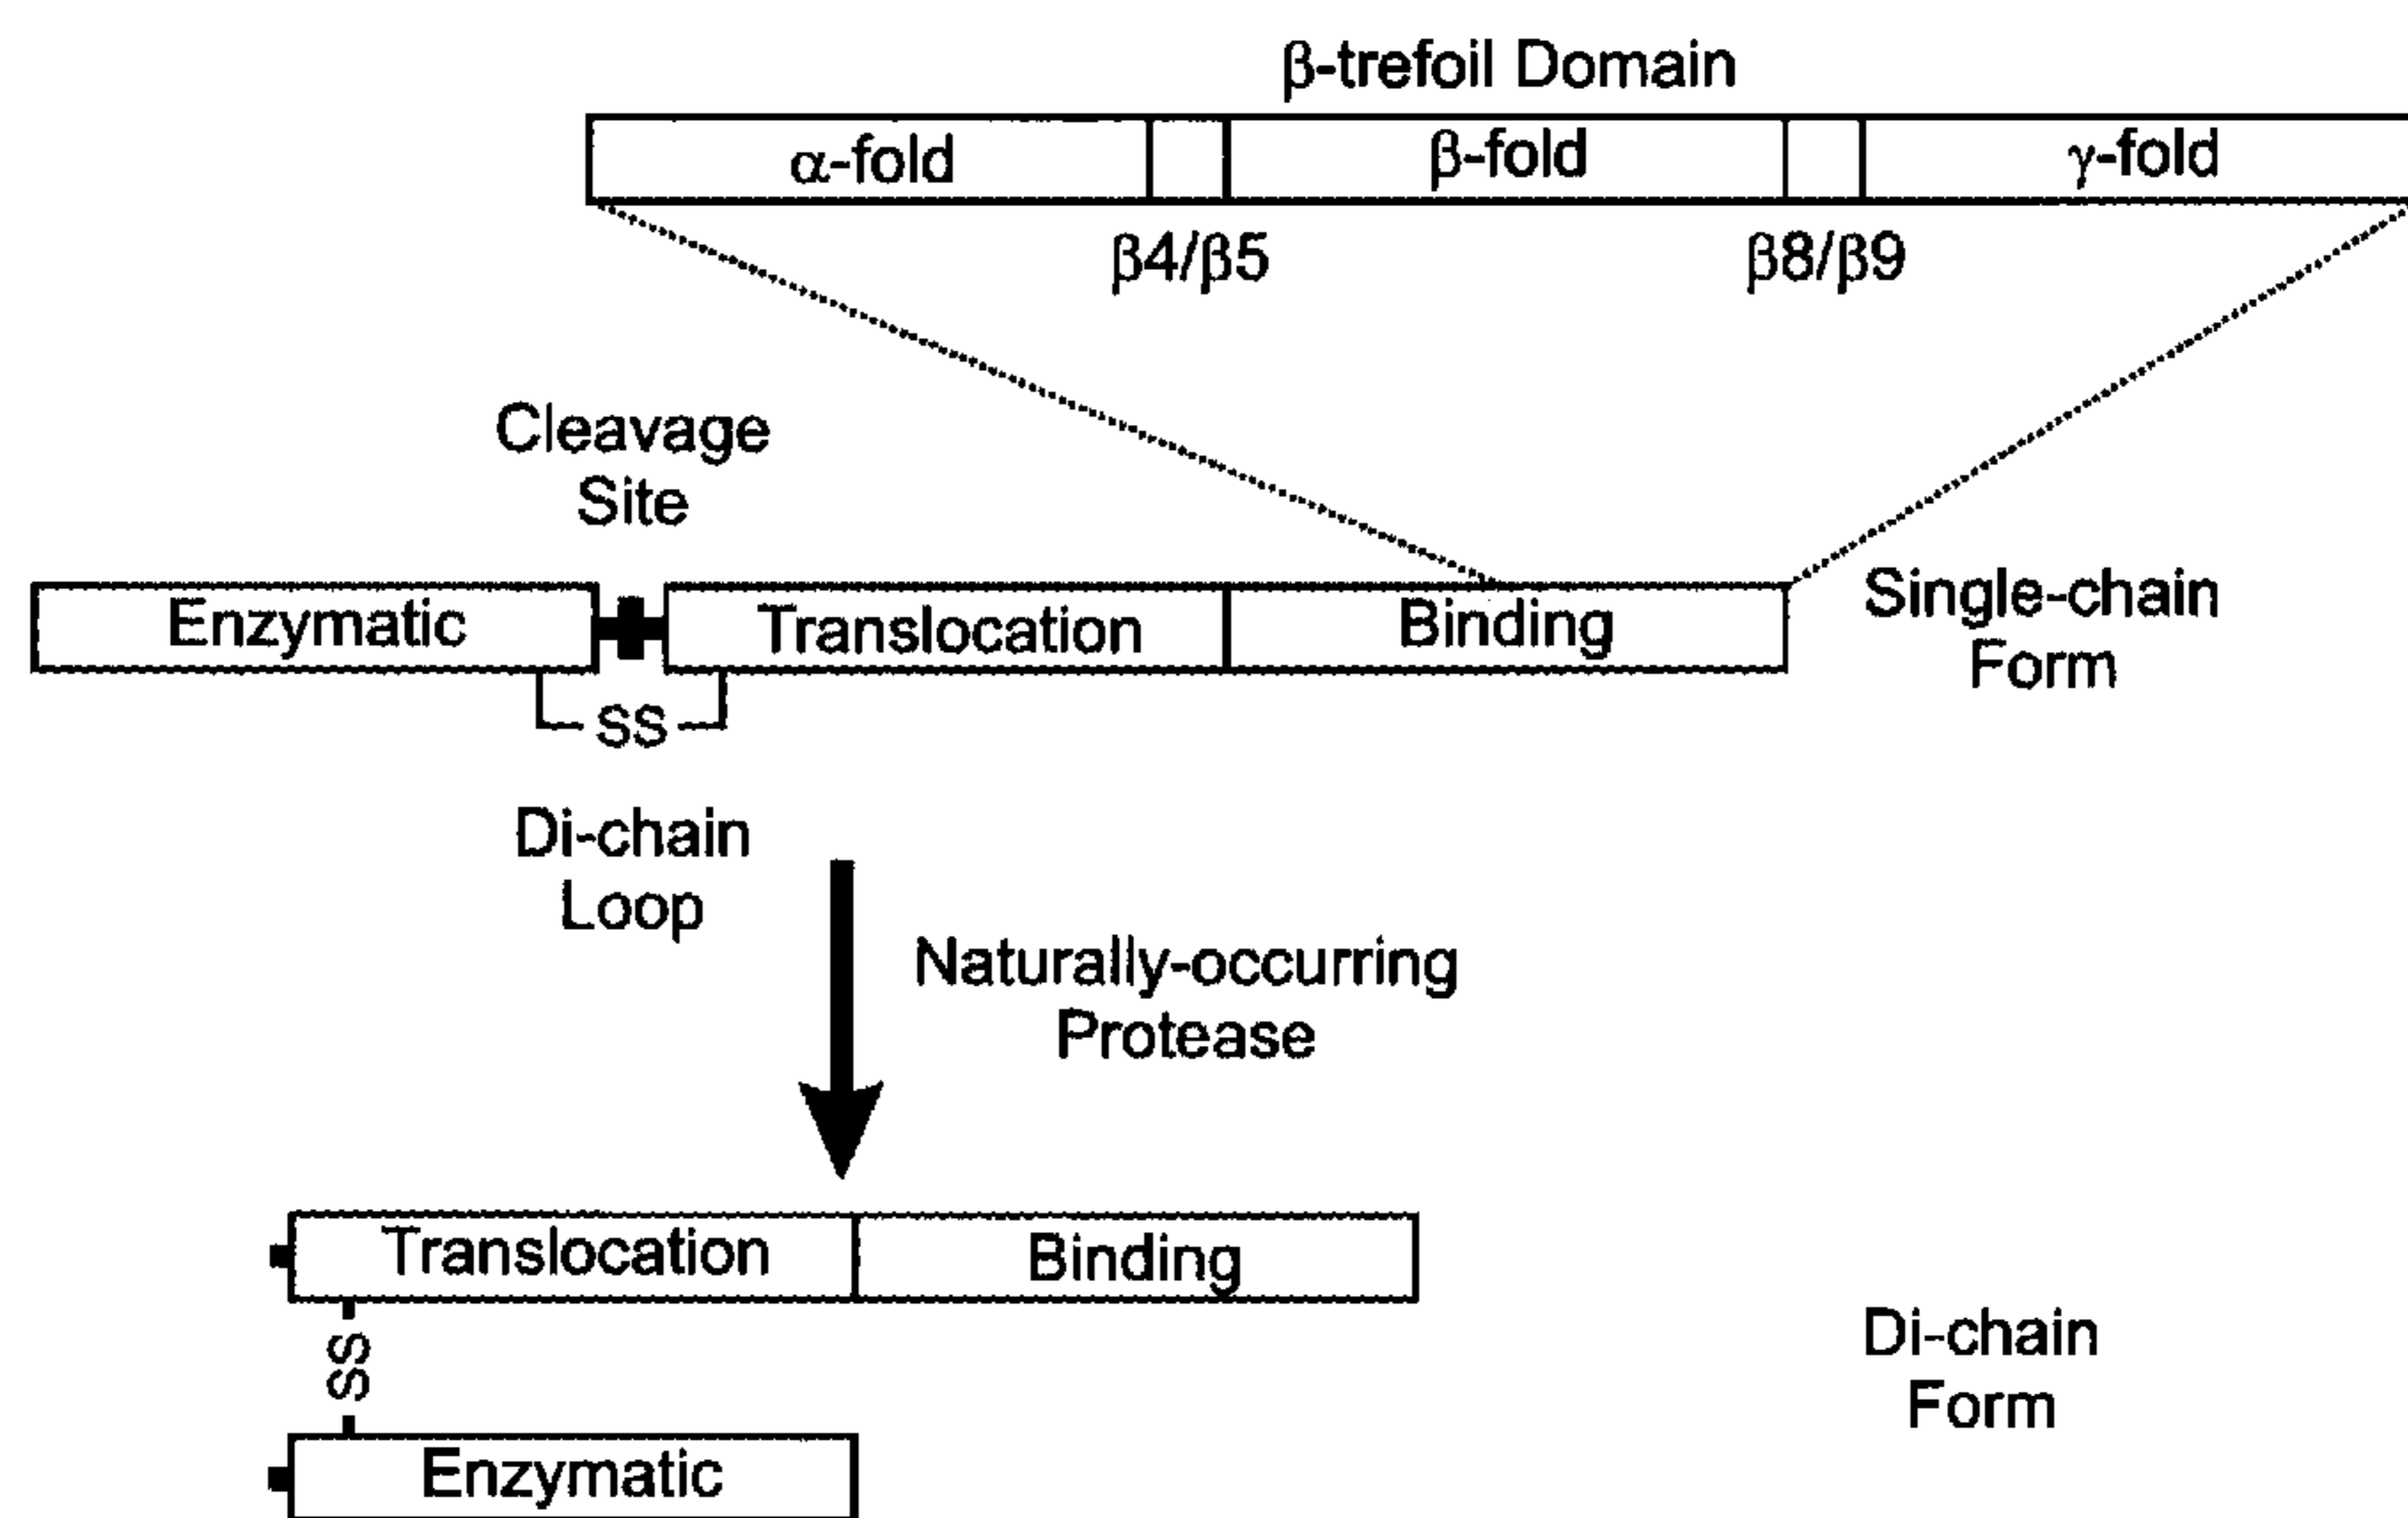 β-trefoil Domain
α-fold β-fold γ-fold
β4/β5 β8/β9
Cleavage
Site
Enzymatic Translocation Binding
Single-chain
Form
SS
Di-chain
Loop
Naturally-occurring
Protease
Translocation Binding
SS
Di-chain
Form
Enzymatic